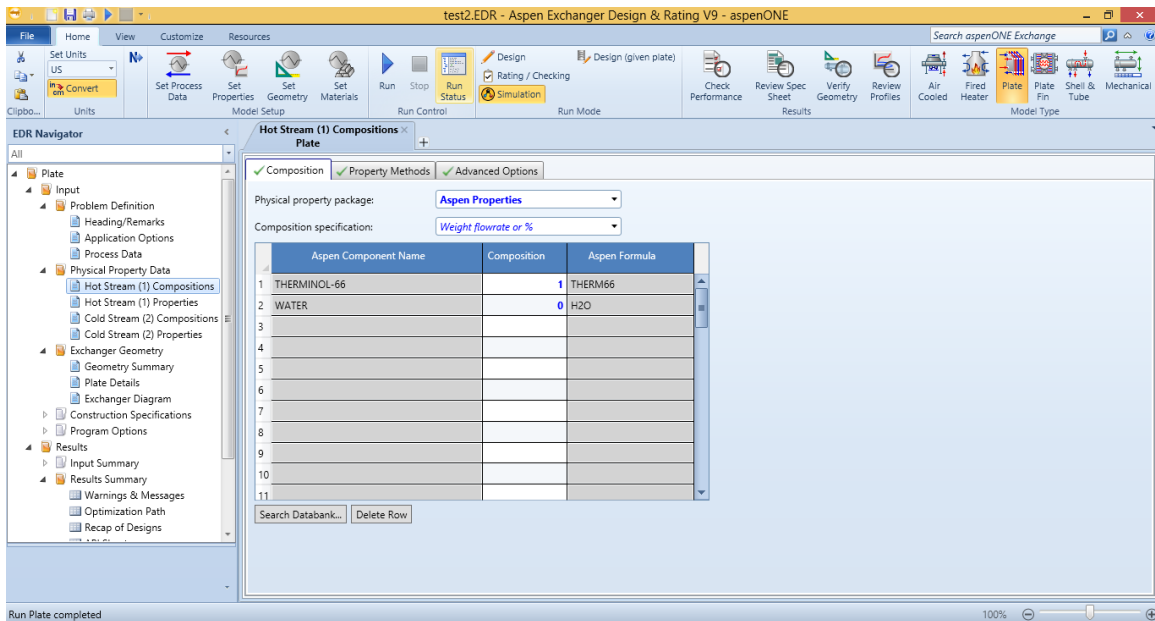 test2.EDR - Aspen Exchanger Design & Rating V9 - aspenONE
File Home View Customize Resources Search aspenONE Exchange
Set Units
US
Convert
Units
Clipbo...
N▸
Set Process Data
Set Properties
Set Geometry
Set Materials
Model Setup
Run
Stop
Run Status
Run Control
Design
Rating / Checking
Simulation
Design (given plate)
Run Mode
Check Performance
Review Spec Sheet
Verify Geometry
Review Profiles
Results
Air Cooled
Fired Heater
Plate
Plate Fin
Shell & Tube
Mechanical
Model Type
EDR Navigator
All
Plate
Input
Problem Definition
Heading/Remarks
Application Options
Process Data
Physical Property Data
Hot Stream (1) Compositions
Hot Stream (1) Properties
Cold Stream (2) Compositions
Cold Stream (2) Properties
Exchanger Geometry
Geometry Summary
Plate Details
Exchanger Diagram
Construction Specifications
Program Options
Results
Input Summary
Results Summary
Warnings & Messages
Optimization Path
Recap of Designs
Hot Stream (1) Compositions
Plate
+
Composition Property Methods Advanced Options
Physical property package: Aspen Properties
Composition specification: Weight flowrate or %
Aspen Component Name Composition Aspen Formula
1 THERMINOL-66 1 THERM66
2 WATER 0 H2O
3
4
5
6
7
8
9
10
11
Search Databank... Delete Row
Run Plate completed
100%